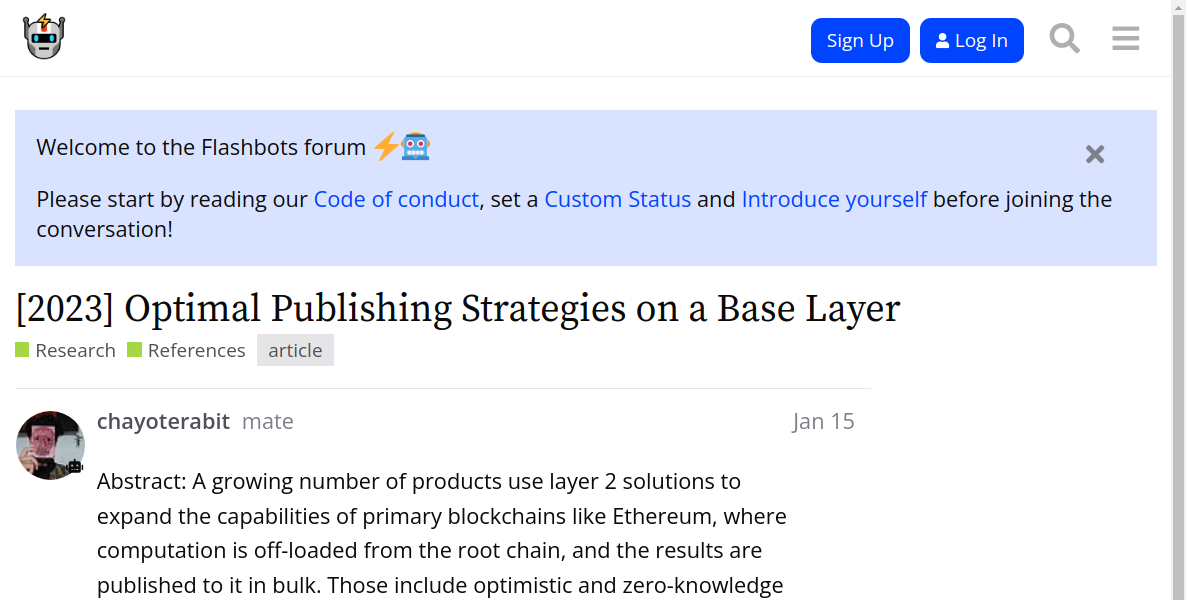 Sign Up
Log In
Welcome to the Flashbots forum
Please start by reading our Code of conduct, set a Custom Status and Introduce yourself before joining the
conversation!
[2023] Optimal Publishing Strategies on a Base Layer
Research References article
chayoterabit mate Jan 15
Abstract: A growing number of products use layer 2 solutions to
expand the capabilities of primary blockchains like Ethereum, where
computation is off-loaded from the root chain, and the results are
published to it in bulk. Those include optimistic and zero-knowledge